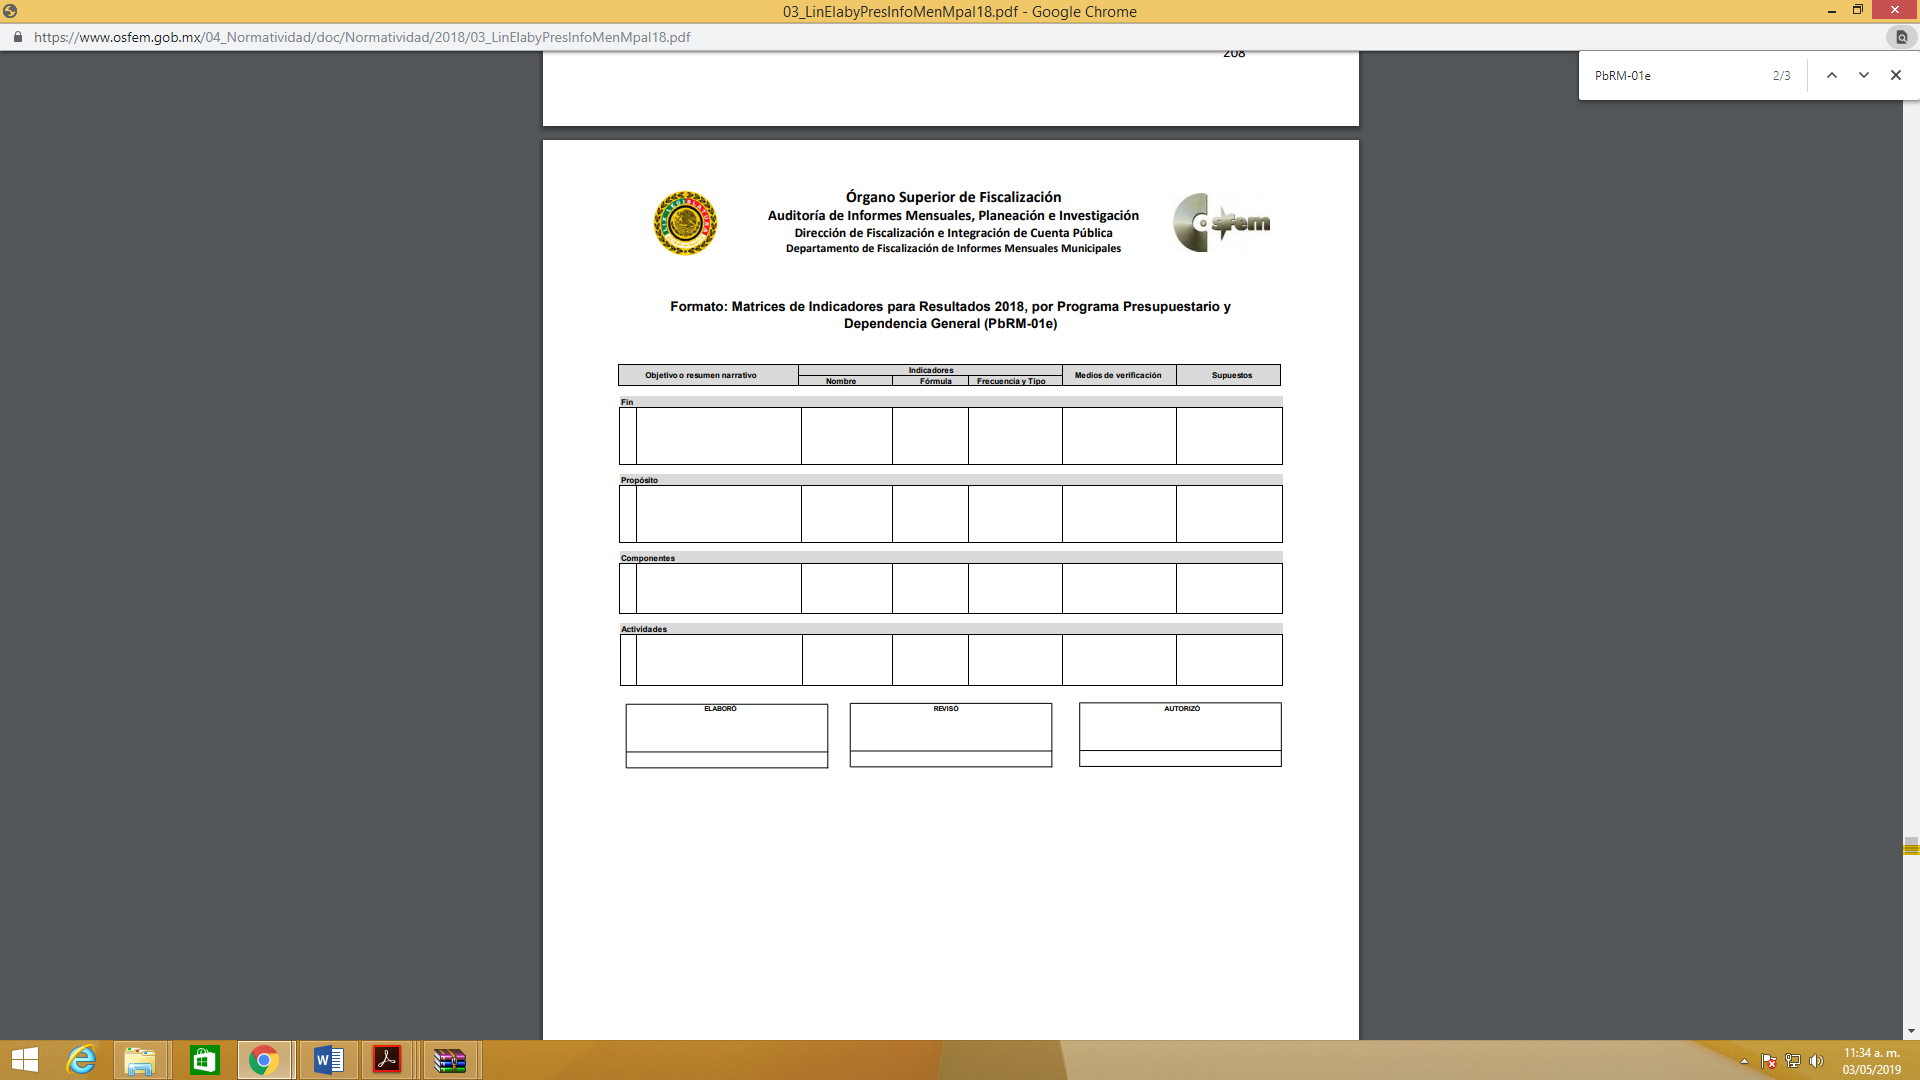 03_LinElabyPresInfoMenMpal18.pdf - Google Chrome
https://www.osfem.gob.mx/04_Normatividad/doc/Normatividad/2018/03_LinElabyPresInfoMenMpal18.pdf
PbRM-01e 2/3
208
Órgano Superior de Fiscalización
Auditoría de Informes Mensuales, Planeación e Investigación
Dirección de Fiscalización e Integración de Cuenta Pública
Departamento de Fiscalización de Informes Mensuales Municipales
sfem
Formato: Matrices de Indicadores para Resultados 2018, por Programa Presupuestario y
Dependencia General (PbRM-01e)
Objetivo o resumen narrativo
Indicadores
Nombre Fórmula Frecuencia y Tipo
Medios de verificación
Supuestos
Fin
Propósito
Componentes
Actividades
ELABORÓ REVISÓ AUTORIZÓ
11:34 a. m.
03/05/2019